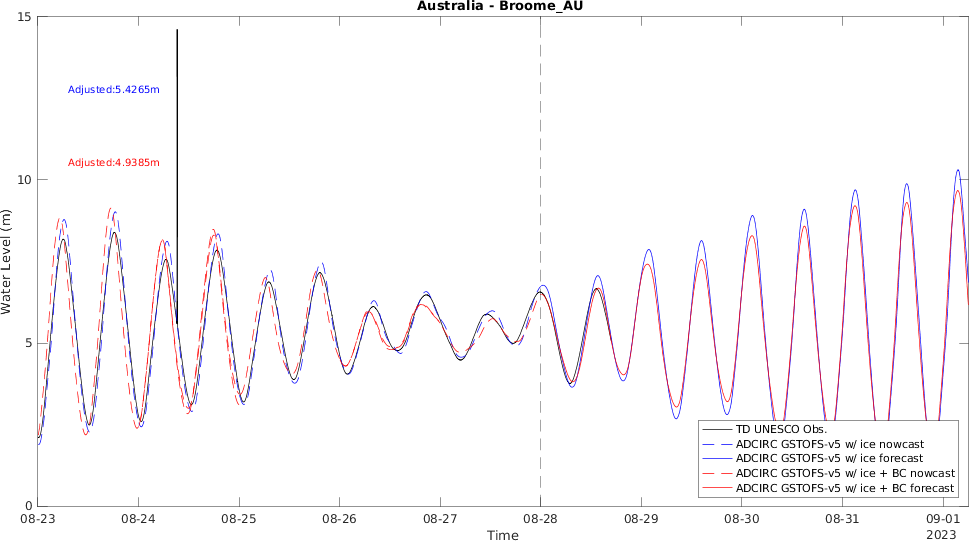 Australia - Broome_AU
15
10
5
0
Water Level (m)
Adjusted:5.4265m
Adjusted:4.9385m
TD UNESCO Obs.
ADCIRC GSTOFS-v5 w/ ice nowcast
ADCIRC GSTOFS-v5 w/ ice forecast
ADCIRC GSTOFS-v5 w/ ice + BC nowcast
ADCIRC GSTOFS-v5 w/ ice + BC forecast
08-23 08-24 08-25 08-26 08-27 08-28 08-29 08-30 08-31 09-01
2023
Time